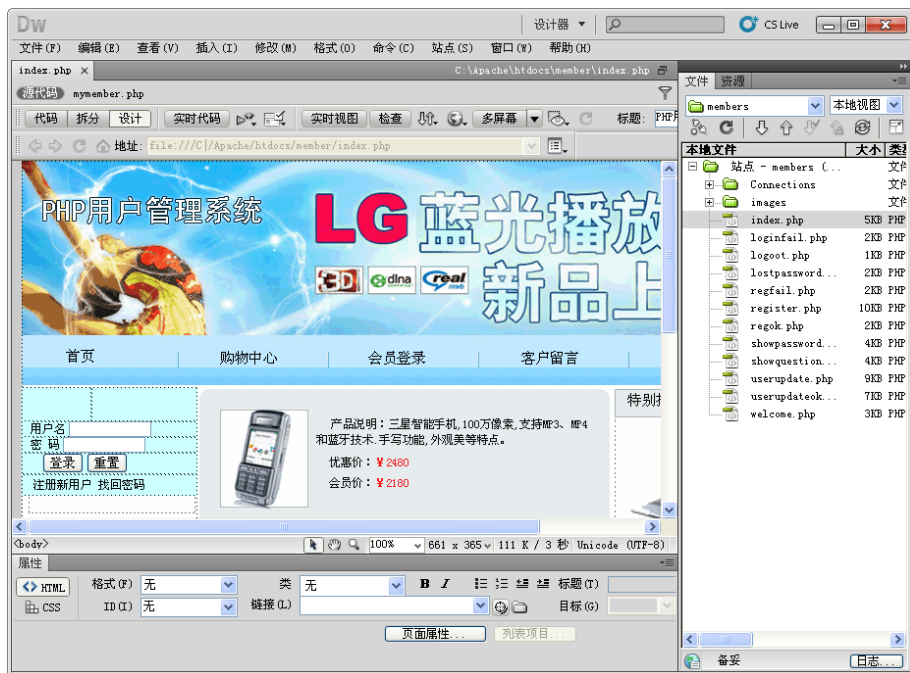 Dw 设计器 CS Live
文件(F) 编辑(E) 查看(V) 插入(I) 修改(M) 格式(O) 命令(C) 站点(S) 窗口(W) 帮助(H)
index.php × C:\Apache\htdocs\member\index.php
源代码 mymember.php
代码 拆分 设计 实时代码 实时视图 检查 多屏幕 标题:
地址: file:///C|/Apache/htdocs/member/index.php
PHP用户管理系统
LG 蓝光播放
3D dlna real
新品上
首页 购物中心 会员登录 客户留言
用户名
密 码
登录 重置
注册新用户 找回密码
产品说明：三星智能手机,100万像素,支持MP3、MP4
和蓝牙技术.手写功能,外观美等特点。
优惠价：￥2480
会员价：￥2180
<body> 100% 661 x 365 111 K / 3 秒 Unicode (UTF-8)
属性
HTML 格式(F) 无 类 无 B I 标题(T)
CSS ID(I) 无 链接(L) 目标(G)
页面属性... 列表项目...
文件 资源
members 本地视图
本地文件 大小
站点 - members (...
Connections
images
index.php 5KB PHP
loginfail.php 2KB PHP
logoot.php 1KB PHP
lostpassword... 2KB PHP
regfail.php 2KB PHP
register.php 10KB PHP
regok.php 2KB PHP
showpassword... 4KB PHP
showquestion... 4KB PHP
userupdate.php 9KB PHP
userupdateok... 7KB PHP
welcome.php 3KB PHP
备妥 日志...